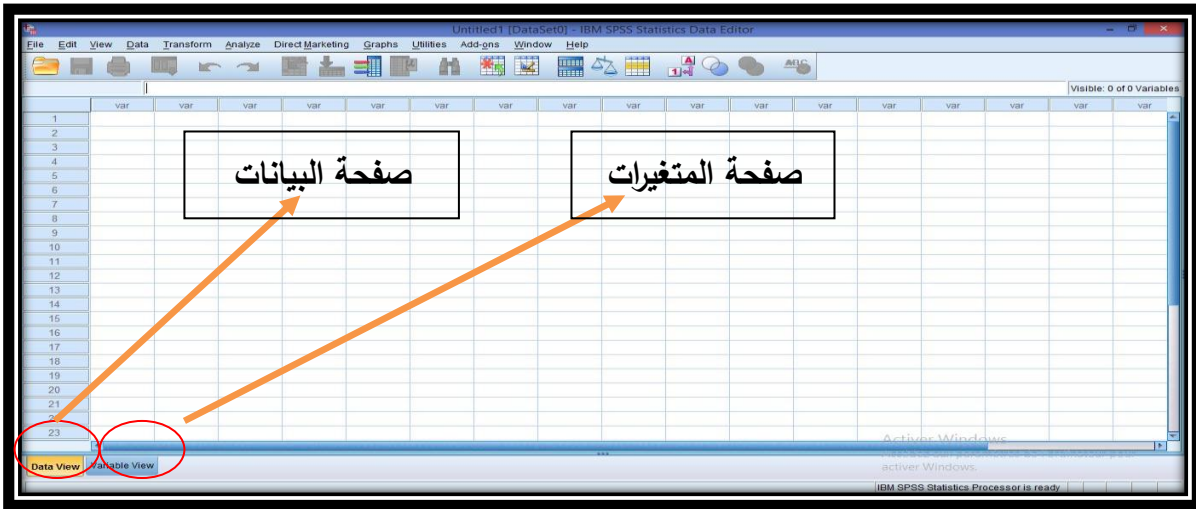 Untitled1 [DataSet0] - IBM SPSS Statistics Data Editor
File Edit View Data Transform Analyze Direct Marketing Graphs Utilities Add-ons Window Help
Visible: 0 of 0 Variables
var var var var var var var var var var var var var var var var var
1
2
3
4
5
6
7
8
9
10
11
12
13
14
15
16
17
18
19
20
21
23
صفحة البيانات
صفحة المتغيرات
Activer Windows
activer Windows.
Data View Variable View
IBM SPSS Statistics Processor is ready